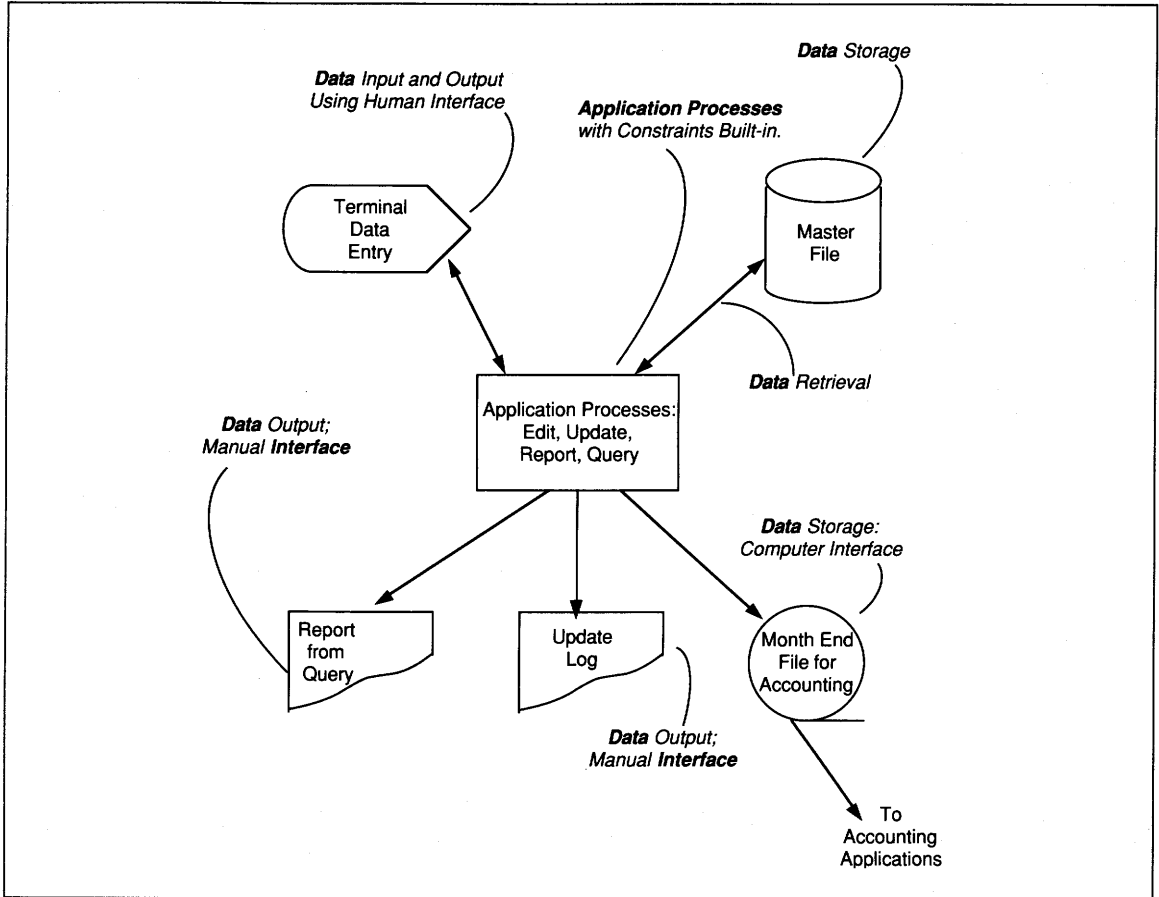 Data Storage
Data Input and Output
Using Human Interface
Application Processes
with Constraints Built-in.
Terminal
Data
Entry
Master
File
Data Retrieval
Application Processes:
Edit, Update,
Report, Query
Data Output;
Manual Interface
Data Storage:
Computer Interface
Report
from
Query
Update
Log
Month End
File for
Accounting
Data Output;
Manual Interface
To
Accounting
Applications